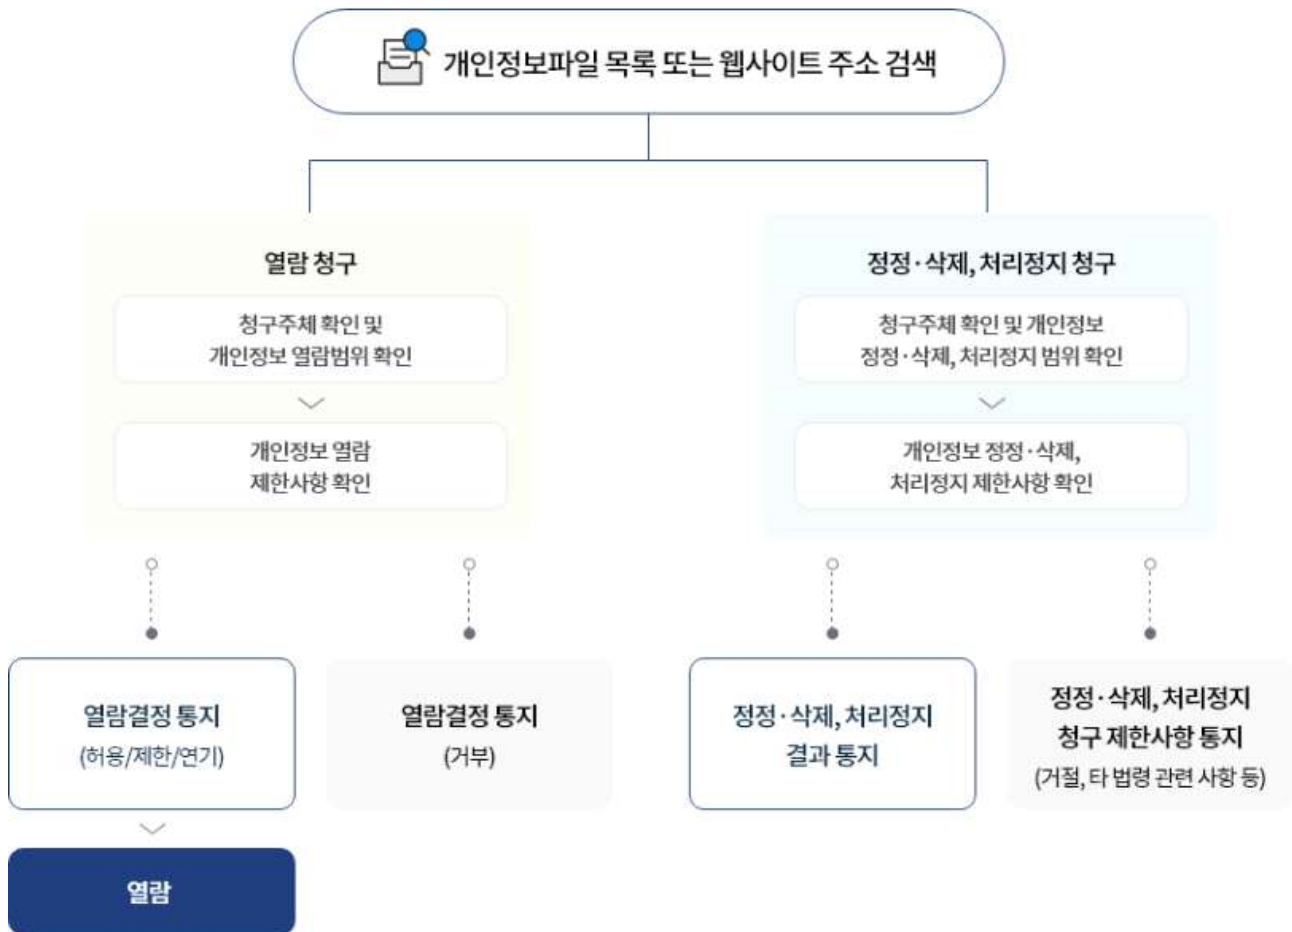 개인정보파일 목록 또는 웹사이트 주소 검색
열람 청구
청구주체 확인 및
개인정보 열람범위 확인
개인정보 열람
제한사항 확인
정정·삭제, 처리정지 청구
청구주체 확인 및 개인정보
정정·삭제, 처리정지 범위 확인
개인정보 정정·삭제,
처리정지 제한사항 확인
열람결정 통지
(허용/제한/연기)
열람결정 통지
(거부)
정정·삭제, 처리정지
결과 통지
정정·삭제, 처리정지
청구 제한사항 통지
(거절, 타 법령 관련 사항 등)
열람